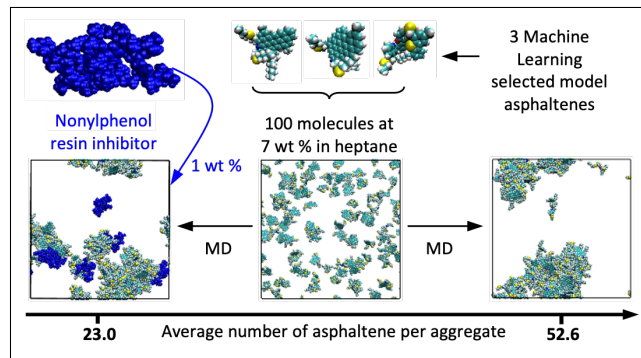 3 Machine
Learning
selected model
asphaltenes
Nonylphenol
resin inhibitor
1 wt %
100 molecules at
7 wt % in heptane
MD
MD
Average number of asphaltene per aggregate
23.0
52.6